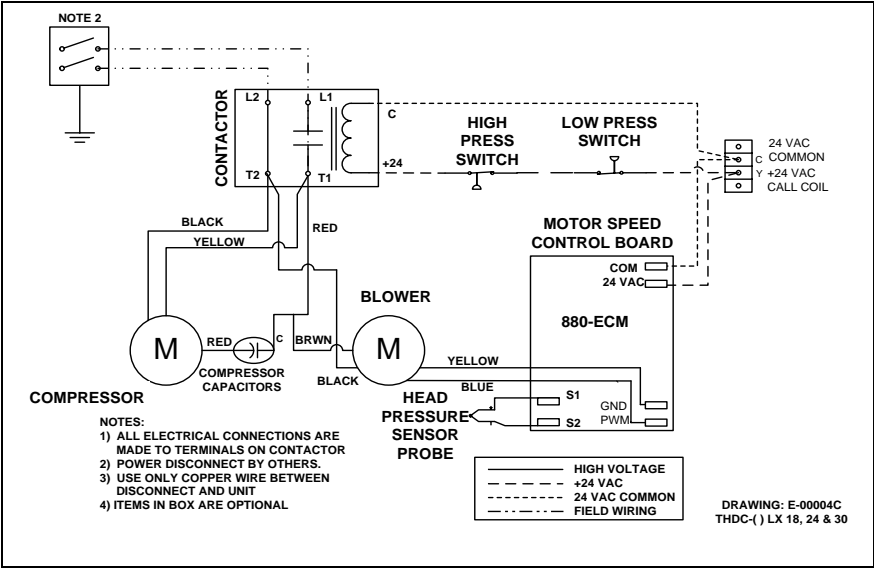 NOTE 2
CONTACTOR
L2
L1
C
+24
T2
T1
HIGH
PRESS
SWITCH
LOW PRESS
SWITCH
24 VAC
C COMMON
Y +24 VAC
CALL COIL
BLACK
YELLOW
RED
MOTOR SPEED
CONTROL BOARD
COM
24 VAC
880-ECM
BLOWER
M
M
RED
C
BRWN
COMPRESSOR
CAPACITORS
BLACK
YELLOW
BLUE
COMPRESSOR
HEAD
PRESSURE
SENSOR
PROBE
S1
S2
GND
PWM
NOTES:
1) ALL ELECTRICAL CONNECTIONS ARE
MADE TO TERMINALS ON CONTACTOR
2) POWER DISCONNECT BY OTHERS.
3) USE ONLY COPPER WIRE BETWEEN
DISCONNECT AND UNIT
4) ITEMS IN BOX ARE OPTIONAL
HIGH VOLTAGE
+24 VAC
24 VAC COMMON
FIELD WIRING
DRAWING: E-00004C
THDC-( ) LX 18, 24 & 30